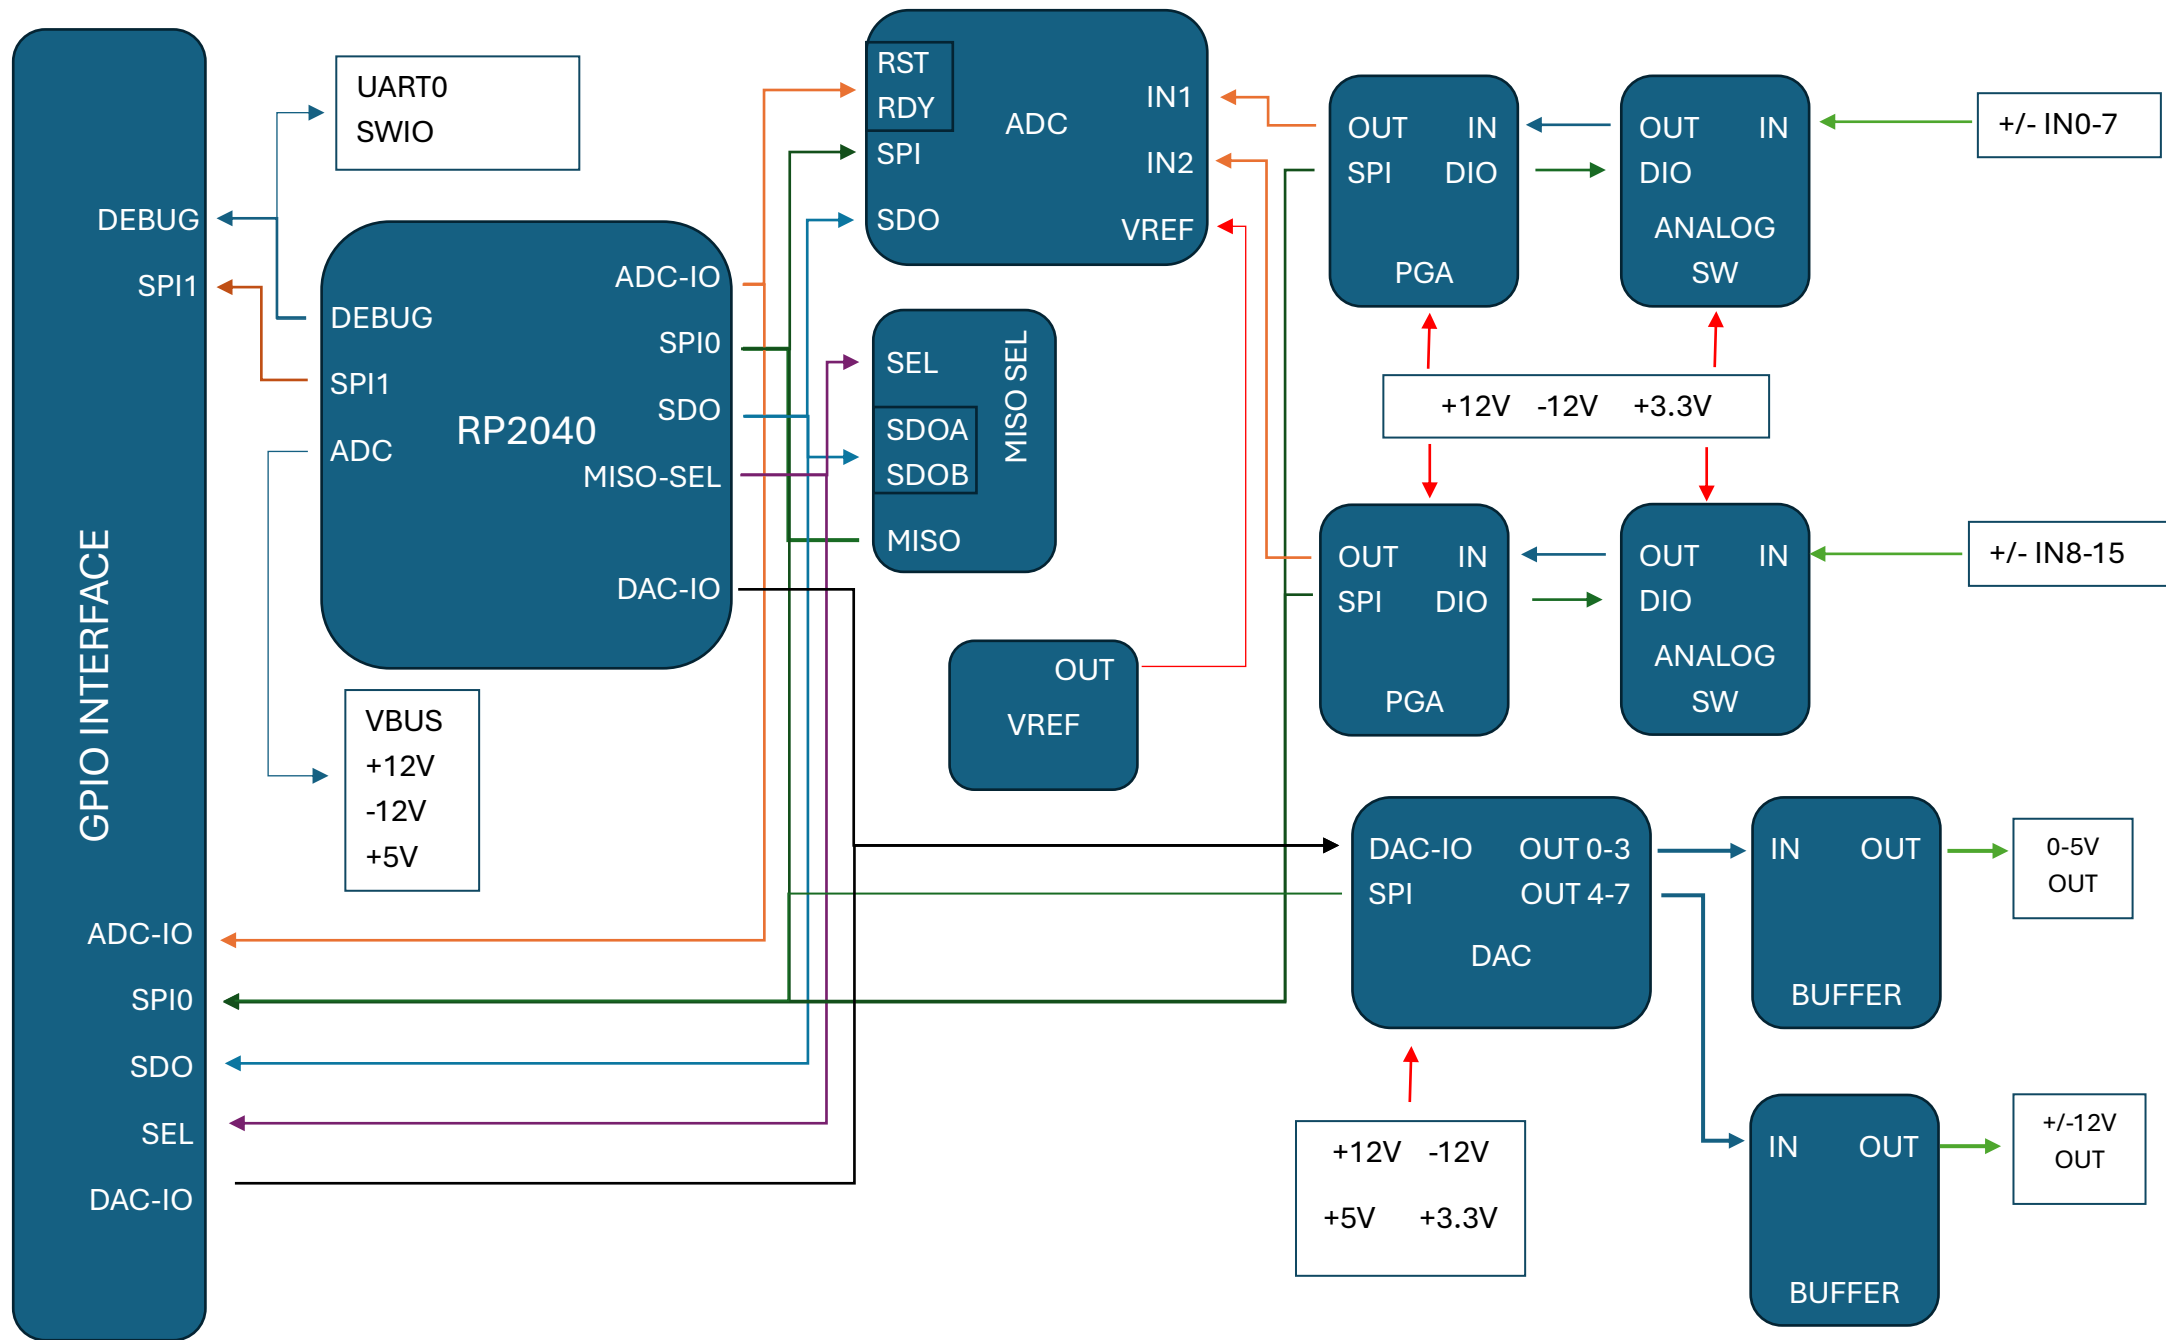 GPIO INTERFACE
DEBUG
SPI1
ADC-IO
SPI0
SDO
SEL
DAC-IO
UART0
SWIO
RP2040
DEBUG
SPI1
ADC
ADC-IO
SPI0
SDO
MISO-SEL
DAC-IO
VBUS
+12V
-12V
+5V
RST
RDY
SPI
SDO
ADC
IN1
IN2
VREF
SEL
SDOA
SDOB
MISO
MISO SEL
OUT
VREF
OUT IN
SPI DIO
PGA
OUT IN
DIO
ANALOG
SW
+/- IN0-7
+12V -12V +3.3V
OUT IN
SPI DIO
PGA
OUT IN
DIO
ANALOG
SW
+/- IN8-15
DAC-IO OUT 0-3
SPI OUT 4-7
DAC
IN OUT
BUFFER
0-5V
OUT
+12V -12V
+5V +3.3V
IN OUT
BUFFER
+/-12V
OUT